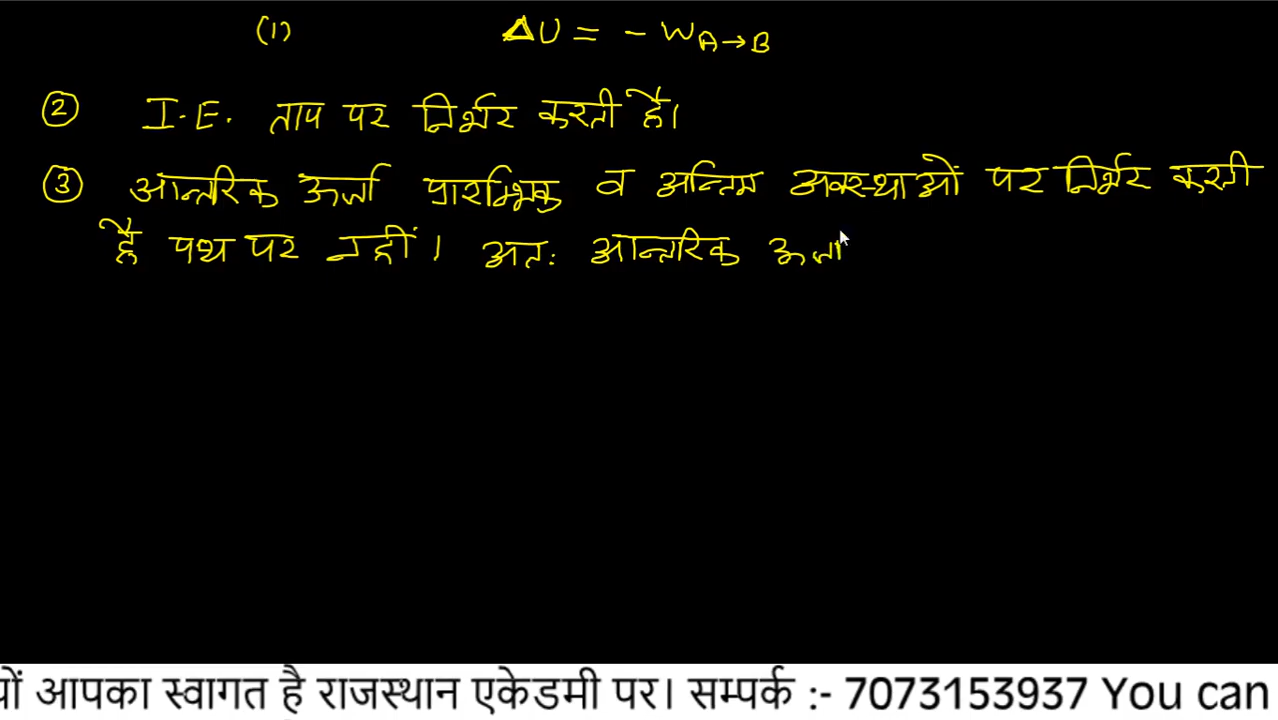 (1) ΔU = - W A→B
② I.E. ताप पर निर्भर करती है।
③ आन्तरिक ऊर्जा प्रारम्भिक व अन्तिम अवस्थाओं पर निर्भर करती
है पथ पर नहीं। अतः आन्तरिक ऊर्जा
यों आपका स्वागत है राजस्थान एकेडमी पर। सम्पर्क :- 7073153937 You can